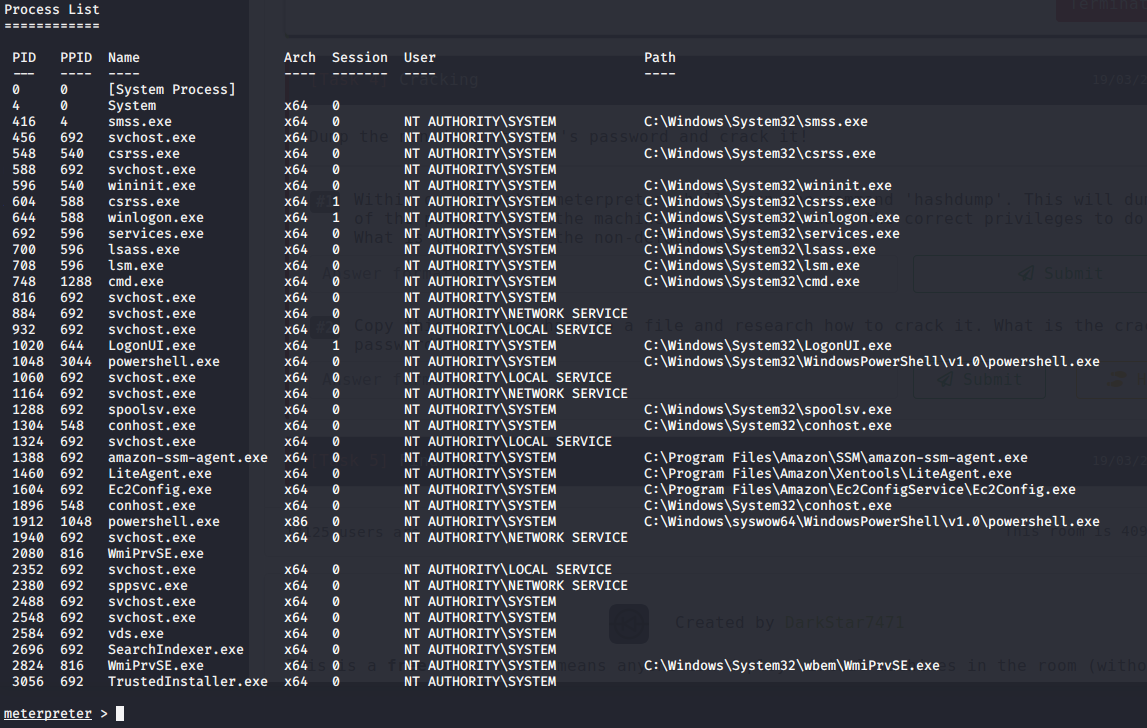 Process List
============
PID PPID Name Arch Session User Path
--- ---- ---- ---- ------- ---- ----
0 0 [System Process]
4 0 System x64 0
416 4 smss.exe x64 0 NT AUTHORITY\SYSTEM C:\Windows\System32\smss.exe
456 692 svchost.exe x64 0 NT AUTHORITY\SYSTEM
548 540 csrss.exe x64 0 NT AUTHORITY\SYSTEM C:\Windows\System32\csrss.exe
588 692 svchost.exe x64 0 NT AUTHORITY\SYSTEM
596 540 wininit.exe x64 0 NT AUTHORITY\SYSTEM C:\Windows\System32\wininit.exe
604 588 csrss.exe x64 1 NT AUTHORITY\SYSTEM C:\Windows\System32\csrss.exe
644 588 winlogon.exe x64 1 NT AUTHORITY\SYSTEM C:\Windows\System32\winlogon.exe
692 596 services.exe x64 0 NT AUTHORITY\SYSTEM C:\Windows\System32\services.exe
700 596 lsass.exe x64 0 NT AUTHORITY\SYSTEM C:\Windows\System32\lsass.exe
708 596 lsm.exe x64 0 NT AUTHORITY\SYSTEM C:\Windows\System32\lsm.exe
748 1288 cmd.exe x64 0 NT AUTHORITY\SYSTEM C:\Windows\System32\cmd.exe
816 692 svchost.exe x64 0 NT AUTHORITY\SYSTEM
884 692 svchost.exe x64 0 NT AUTHORITY\NETWORK SERVICE
932 692 svchost.exe x64 0 NT AUTHORITY\LOCAL SERVICE
1020 644 LogonUI.exe x64 1 NT AUTHORITY\SYSTEM C:\Windows\System32\LogonUI.exe
1048 3044 powershell.exe x64 0 NT AUTHORITY\SYSTEM C:\Windows\System32\WindowsPowerShell\v1.0\powershell.exe
1060 692 svchost.exe x64 0 NT AUTHORITY\LOCAL SERVICE
1164 692 svchost.exe x64 0 NT AUTHORITY\NETWORK SERVICE
1288 692 spoolsv.exe x64 0 NT AUTHORITY\SYSTEM C:\Windows\System32\spoolsv.exe
1304 548 conhost.exe x64 0 NT AUTHORITY\SYSTEM C:\Windows\System32\conhost.exe
1324 692 svchost.exe x64 0 NT AUTHORITY\LOCAL SERVICE
1388 692 amazon-ssm-agent.exe x64 0 NT AUTHORITY\SYSTEM C:\Program Files\Amazon\SSM\amazon-ssm-agent.exe
1460 692 LiteAgent.exe x64 0 NT AUTHORITY\SYSTEM C:\Program Files\Amazon\Xentools\LiteAgent.exe
1604 692 Ec2Config.exe x64 0 NT AUTHORITY\SYSTEM C:\Program Files\Amazon\Ec2ConfigService\Ec2Config.exe
1896 548 conhost.exe x64 0 NT AUTHORITY\SYSTEM C:\Windows\System32\conhost.exe
1912 1048 powershell.exe x86 0 NT AUTHORITY\SYSTEM C:\Windows\syswow64\WindowsPowerShell\v1.0\powershell.exe
1940 692 svchost.exe x64 0 NT AUTHORITY\NETWORK SERVICE
2080 816 WmiPrvSE.exe
2352 692 svchost.exe x64 0 NT AUTHORITY\LOCAL SERVICE
2380 692 sppsvc.exe x64 0 NT AUTHORITY\NETWORK SERVICE
2488 692 svchost.exe x64 0 NT AUTHORITY\SYSTEM
2548 692 svchost.exe x64 0 NT AUTHORITY\SYSTEM
2584 692 vds.exe x64 0 NT AUTHORITY\SYSTEM
2696 692 SearchIndexer.exe x64 0 NT AUTHORITY\SYSTEM
2824 816 WmiPrvSE.exe x64 0 NT AUTHORITY\SYSTEM C:\Windows\System32\wbem\WmiPrvSE.exe
3056 692 TrustedInstaller.exe x64 0 NT AUTHORITY\SYSTEM
meterpreter >